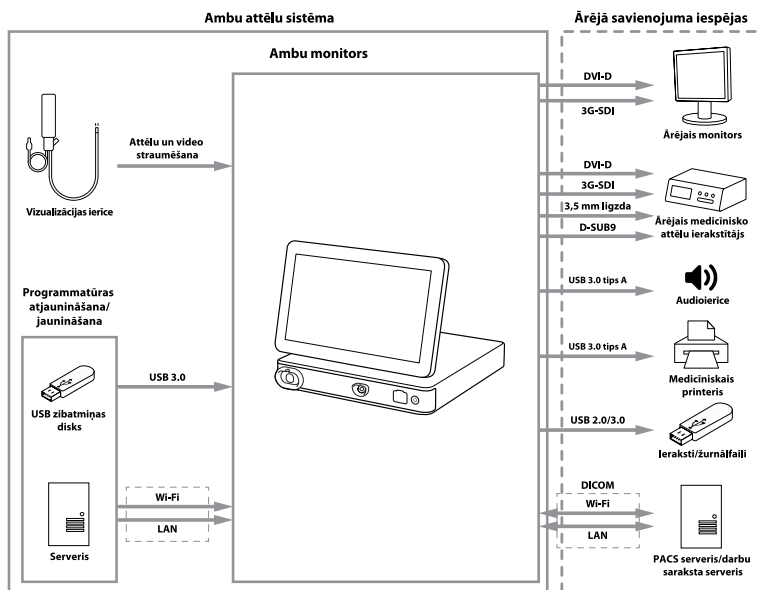 Ambu attēlu sistēma
Ārējā savienojuma iespējas
Ambu monitors
Attēlu un video
straumēšana
Vizualizācijas ierīce
Programmatūras
atjaunināšana/
jaunināšana
USB 3.0
USB zibatmiņas
disks
Wi-Fi
LAN
Serveris
DVI-D
3G-SDI
Ārējais monitors
DVI-D
3G-SDI
3,5 mm ligzda
D-SUB9
Ārējais medicīnisko
attēlu ierakstītājs
USB 3.0 tips A
Audioierīce
USB 3.0 tips A
Medicīniskais
printeris
USB 2.0/3.0
Ieraksti/žurnālfaili
DICOM
Wi-Fi
LAN
PACS serveris/darbu
saraksta serveris